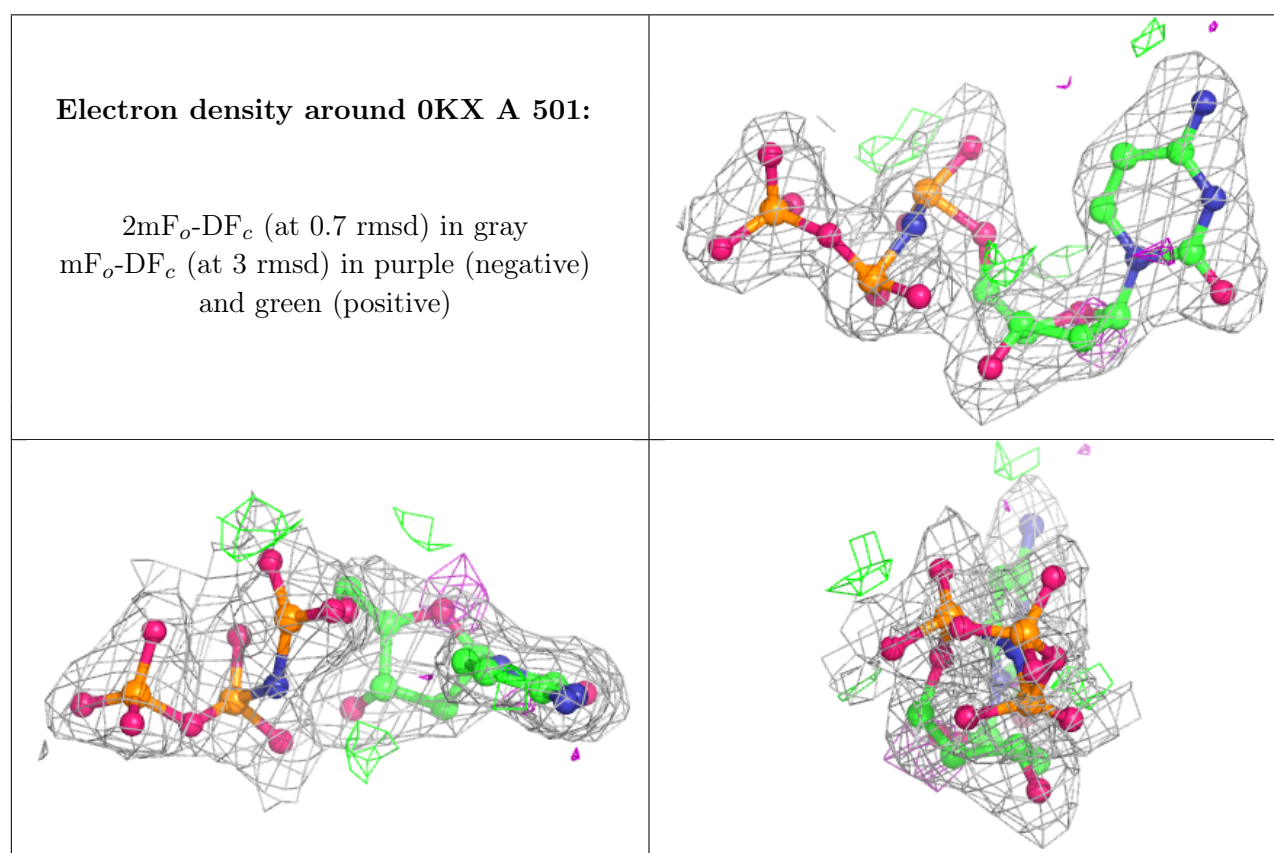 Electron density around 0KX A 501:
2mFo-DFc (at 0.7 rmsd) in gray
mFo-DFc (at 3 rmsd) in purple (negative)
and green (positive)